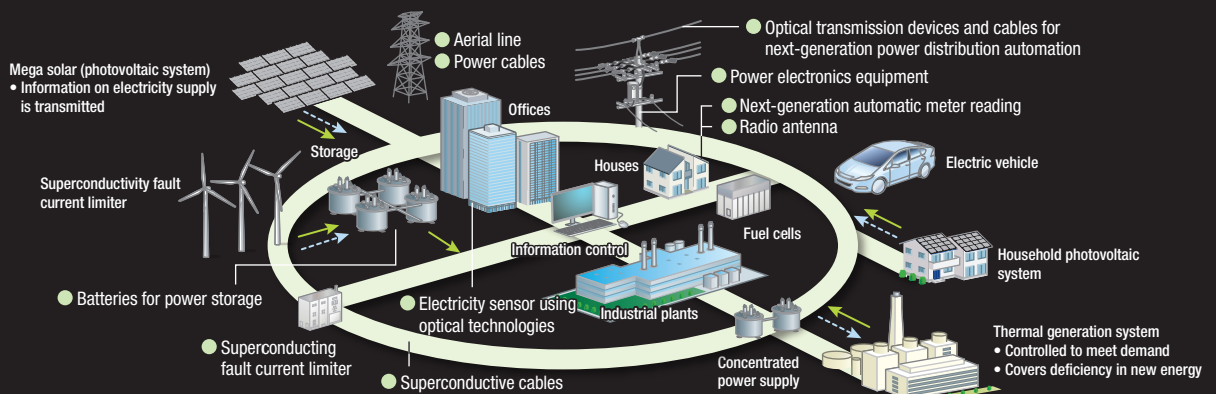 Mega solar (photovoltaic system)
• Information on electricity supply
is transmitted
Aerial line
Power cables
Optical transmission devices and cables for
next-generation power distribution automation
Power electronics equipment
Next-generation automatic meter reading
Radio antenna
Offices
Storage
Houses
Electric vehicle
Superconductivity fault
current limiter
Information control
Fuel cells
Household photovoltaic
system
Batteries for power storage
Electricity sensor using
optical technologies
Industrial plants
Superconducting
fault current limiter
Superconductive cables
Concentrated
power supply
Thermal generation system
• Controlled to meet demand
• Covers deficiency in new energy